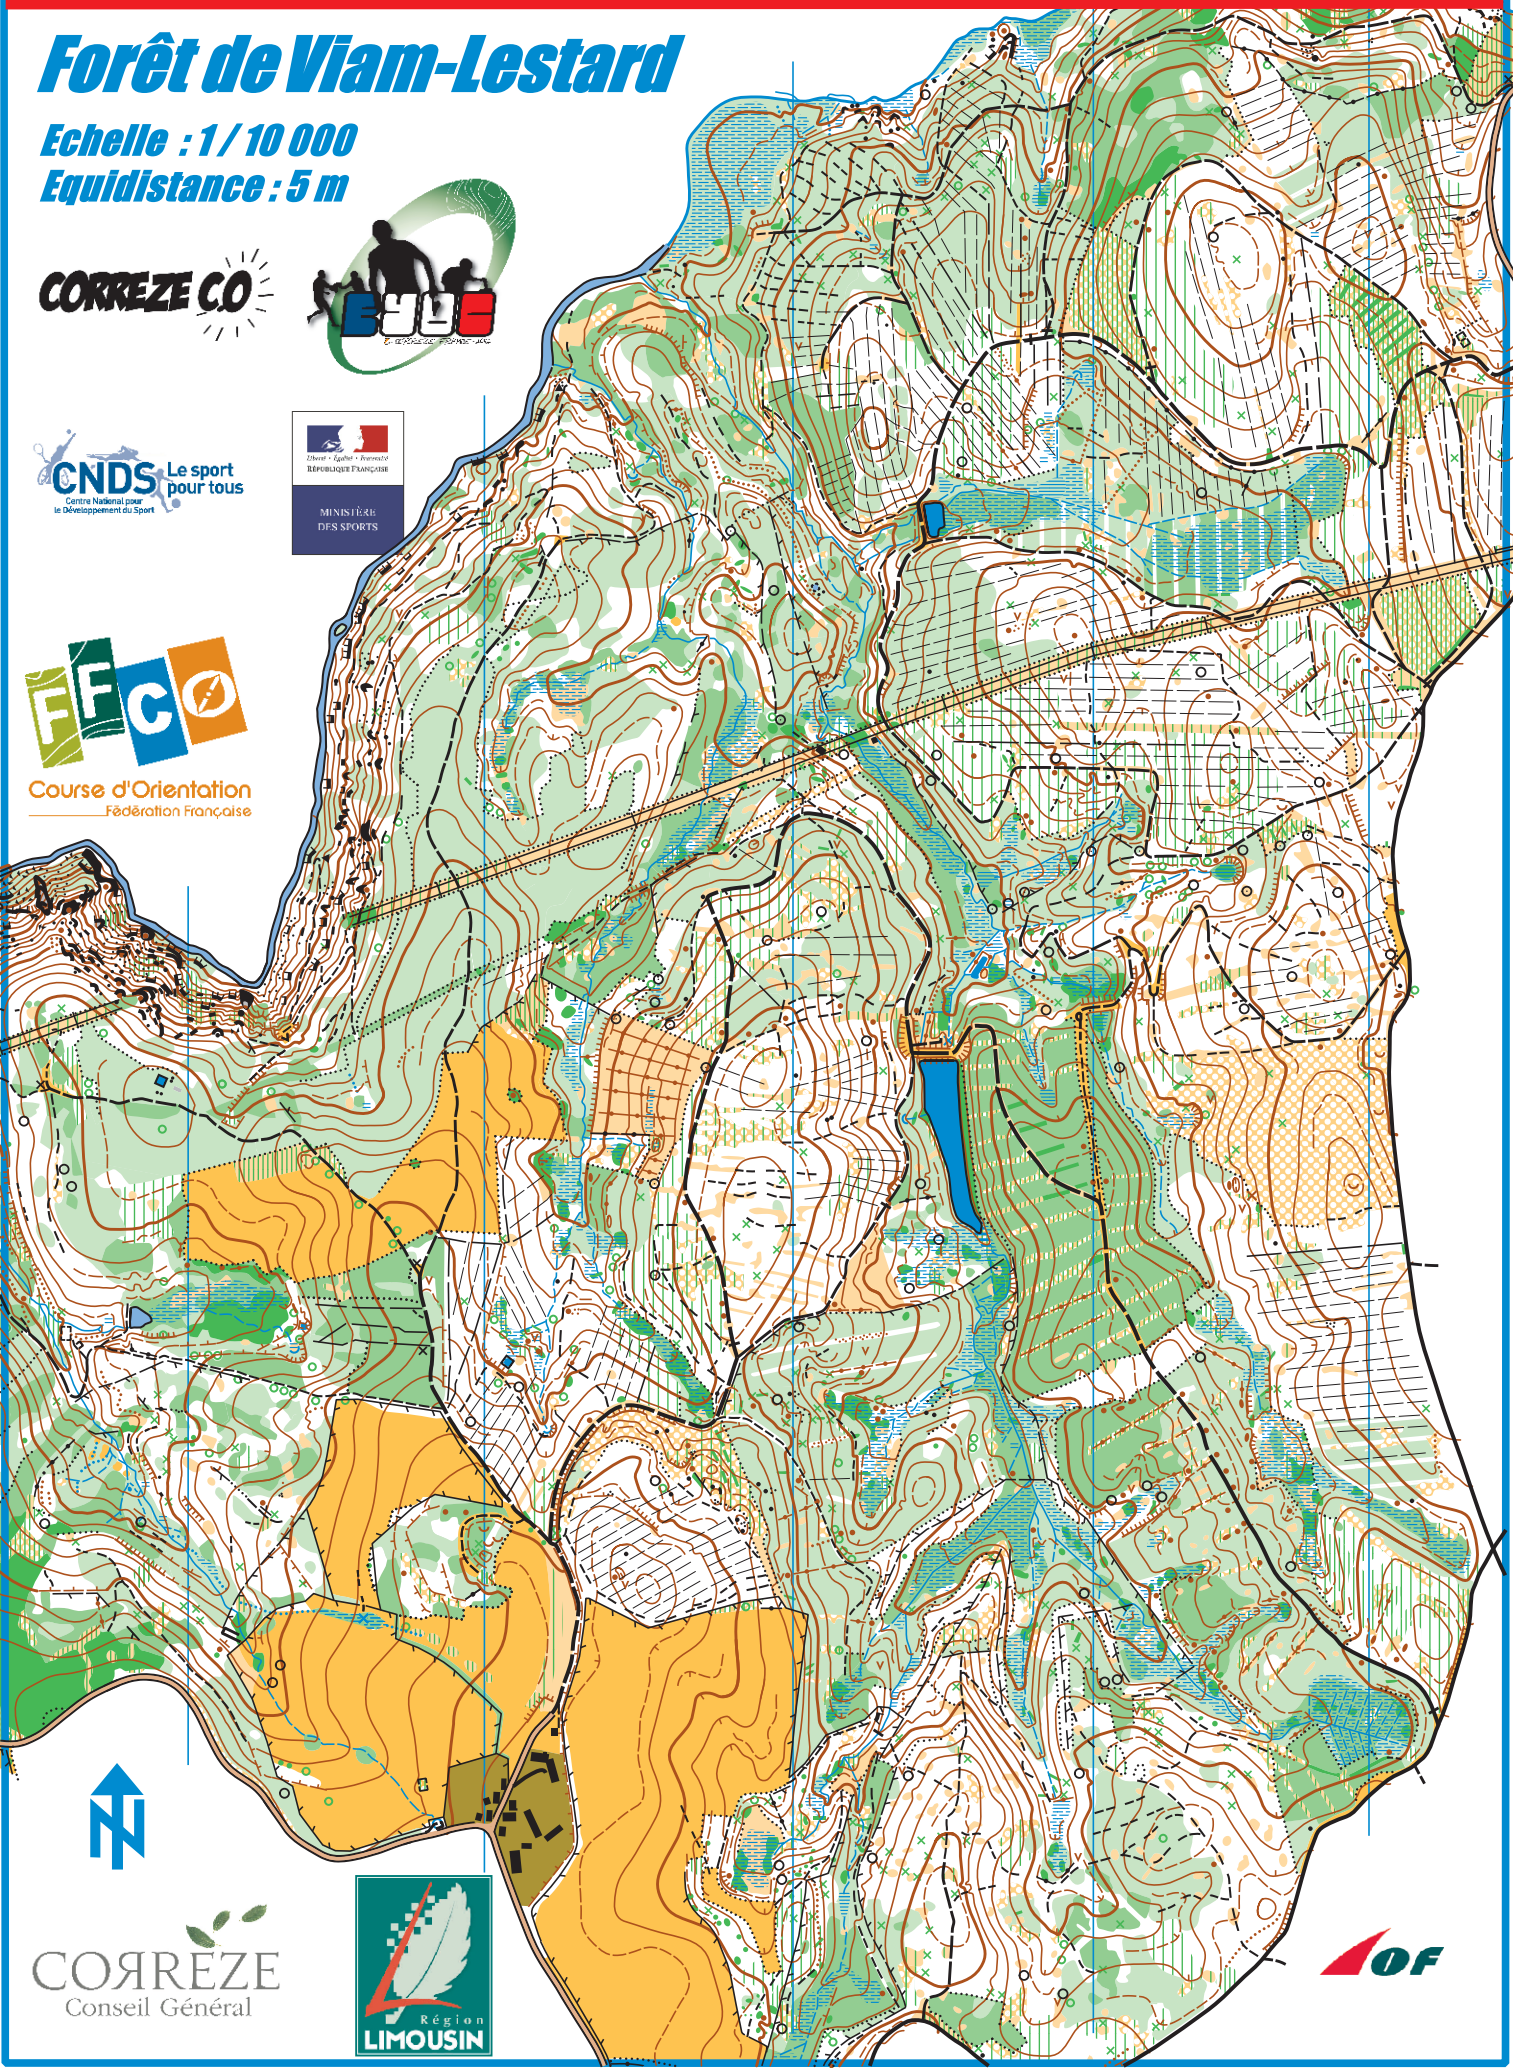 Forêt de Viam-Lestard
Echelle : 1 / 10 000
Equidistance : 5 m
CORREZE C.O
CNDS
Le sport
pour tous
Centre National pour
le Développement du Sport
Liberté • Égalité • Fraternité
RÉPUBLIQUE FRANÇAISE
MINISTÈRE
DES SPORTS
FFCO
Course d'Orientation
Fédération Française
N
CORRÈZE
Conseil Général
Région
LIMOUSIN
OF